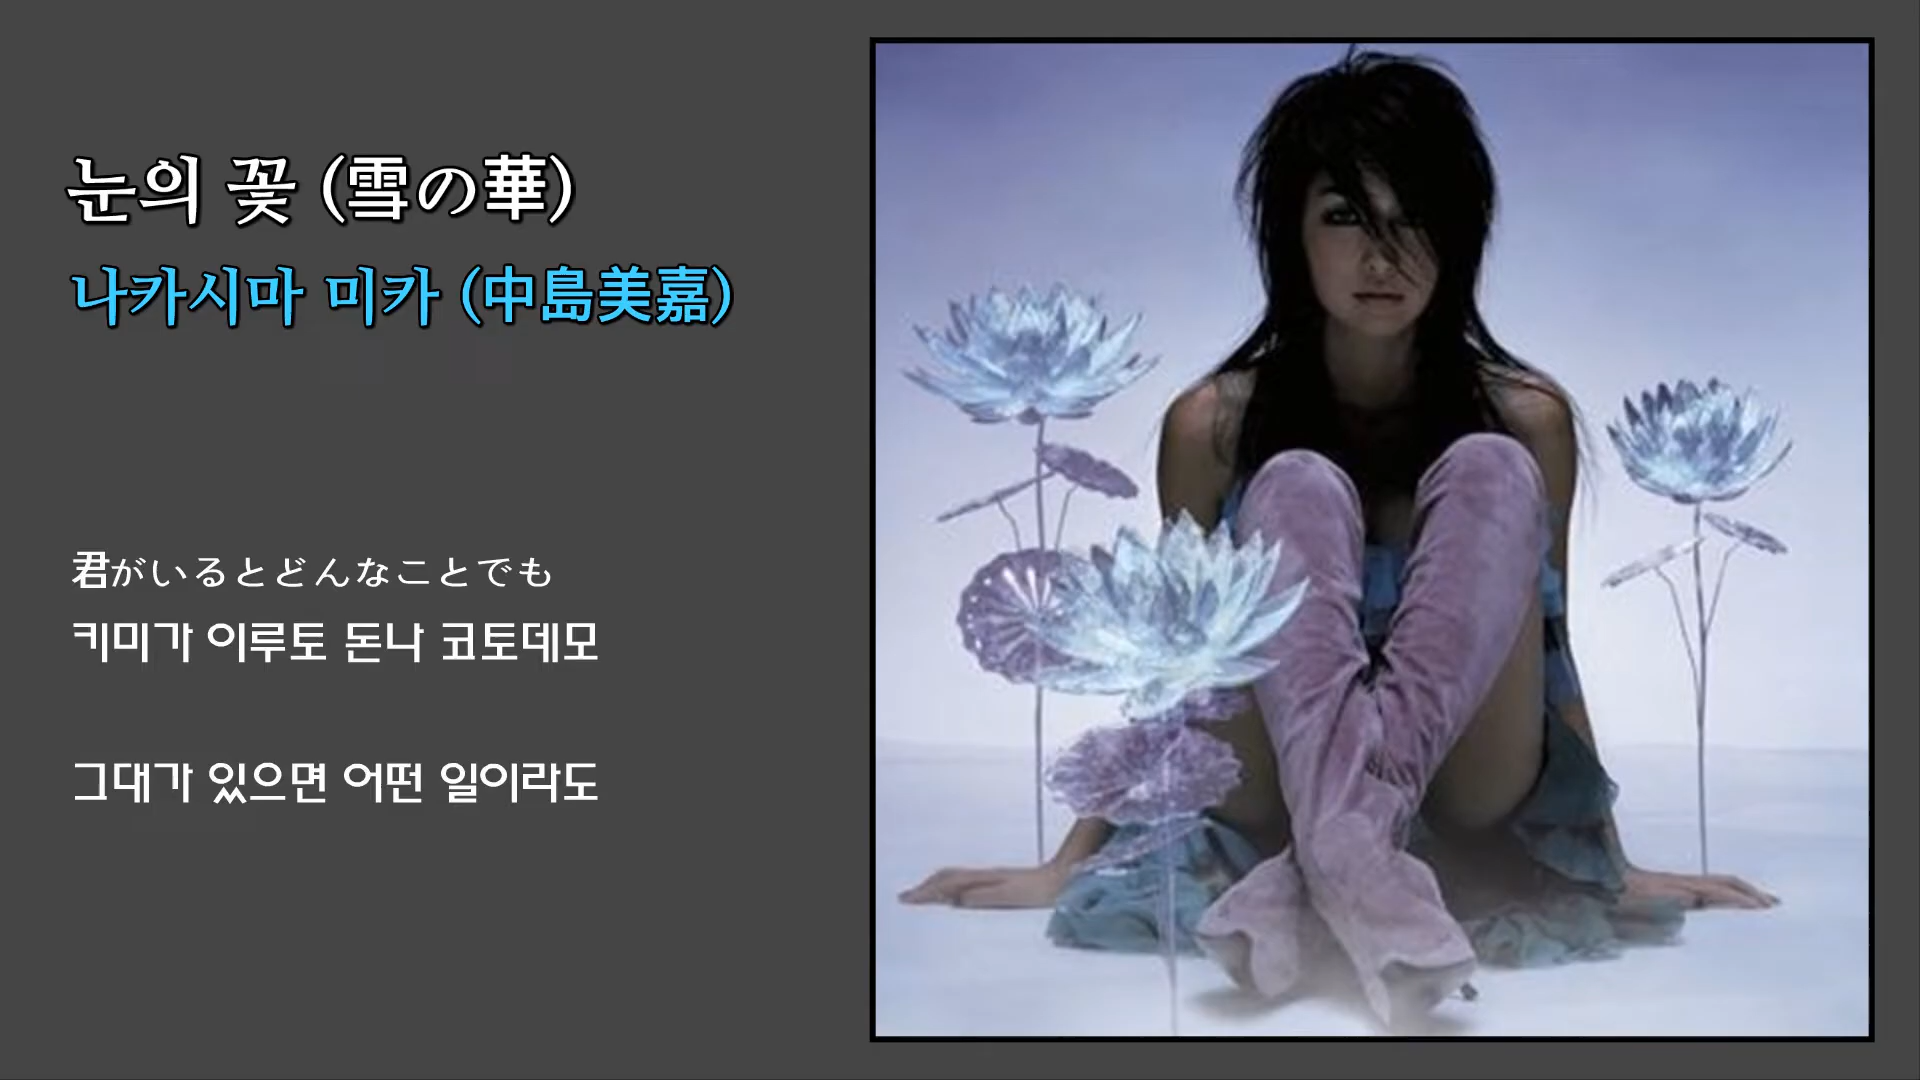 눈의 꽃 (雪の華)
나카시마 미카 (中島美嘉)
君がいるとどんなことでも
키미가 이루토 돈나 코토데모
그대가 있으면 어떤 일이라도